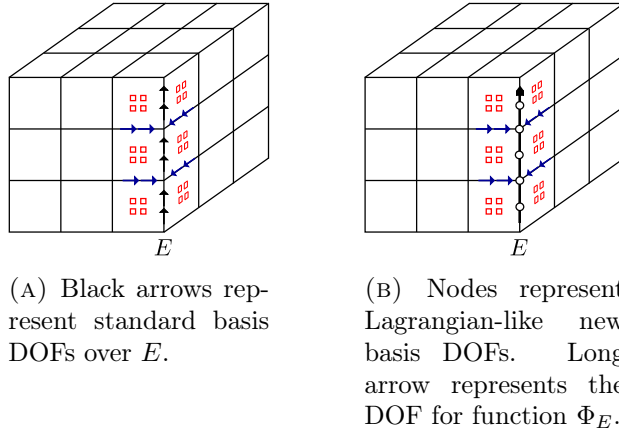 E
E
(A) Black arrows rep-
resent standard basis
DOFs over E.
(B) Nodes represent
Lagrangian-like new
basis DOFs. Long
arrow represents the
DOF for function Φ_E.